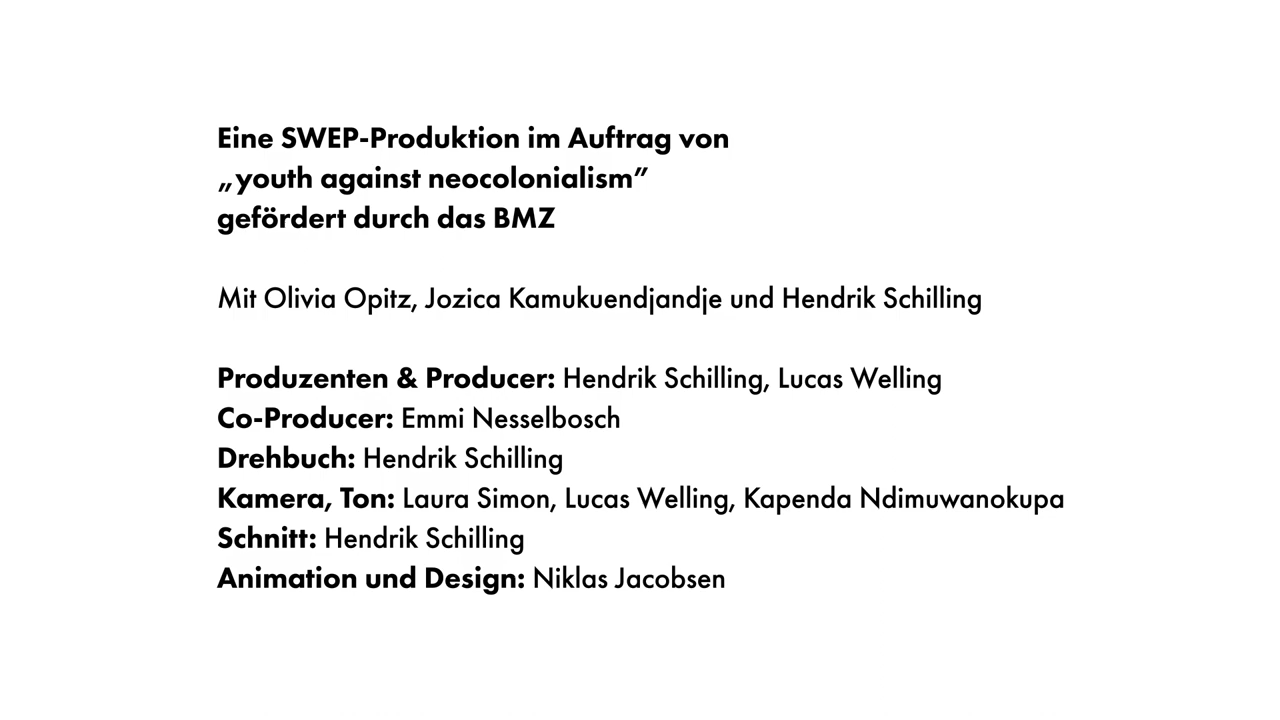 Eine SWEP-Produktion im Auftrag von
„youth against neocolonialism”
gefördert durch das BMZ
Mit Olivia Opitz, Jozica Kamukuendjandje und Hendrik Schilling
Produzenten & Producer: Hendrik Schilling, Lucas Welling
Co-Producer: Emmi Nesselbosch
Drehbuch: Hendrik Schilling
Kamera, Ton: Laura Simon, Lucas Welling, Kapenda Ndimuwanokupa
Schnitt: Hendrik Schilling
Animation und Design: Niklas Jacobsen